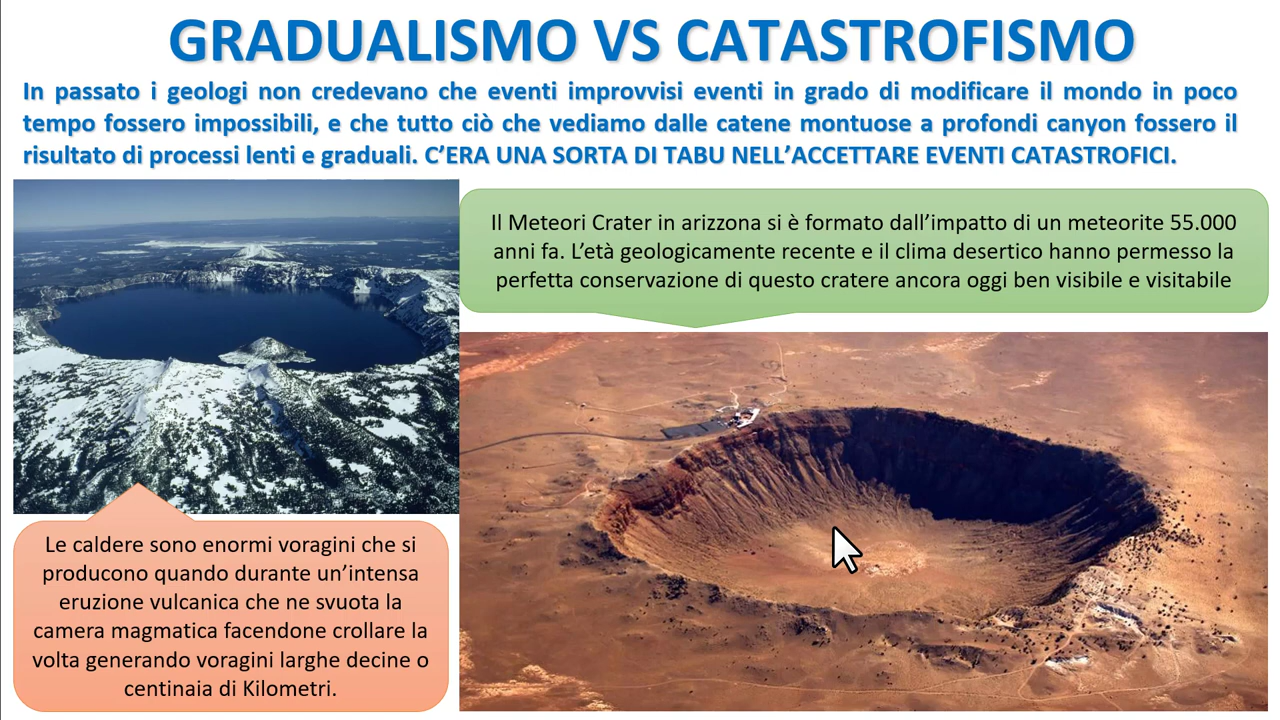 GRADUALISMO VS CATASTROFISMO
In passato i geologi non credevano che eventi improvvisi eventi in grado di modificare il mondo in poco
tempo fossero impossibili, e che tutto ciò che vediamo dalle catene montuose a profondi canyon fossero il
risultato di processi lenti e graduali. C'ERA UNA SORTA DI TABU NELL'ACCETTARE EVENTI CATASTROFICI.
Il Meteori Crater in arizzona si è formato dall'impatto di un meteorite 55.000
anni fa. L'età geologicamente recente e il clima desertico hanno permesso la
perfetta conservazione di questo cratere ancora oggi ben visibile e visitabile
Le caldere sono enormi voragini che si
producono quando durante un'intensa
eruzione vulcanica che ne svuota la
camera magmatica facendone crollare la
volta generando voragini larghe decine o
centinaia di Kilometri.